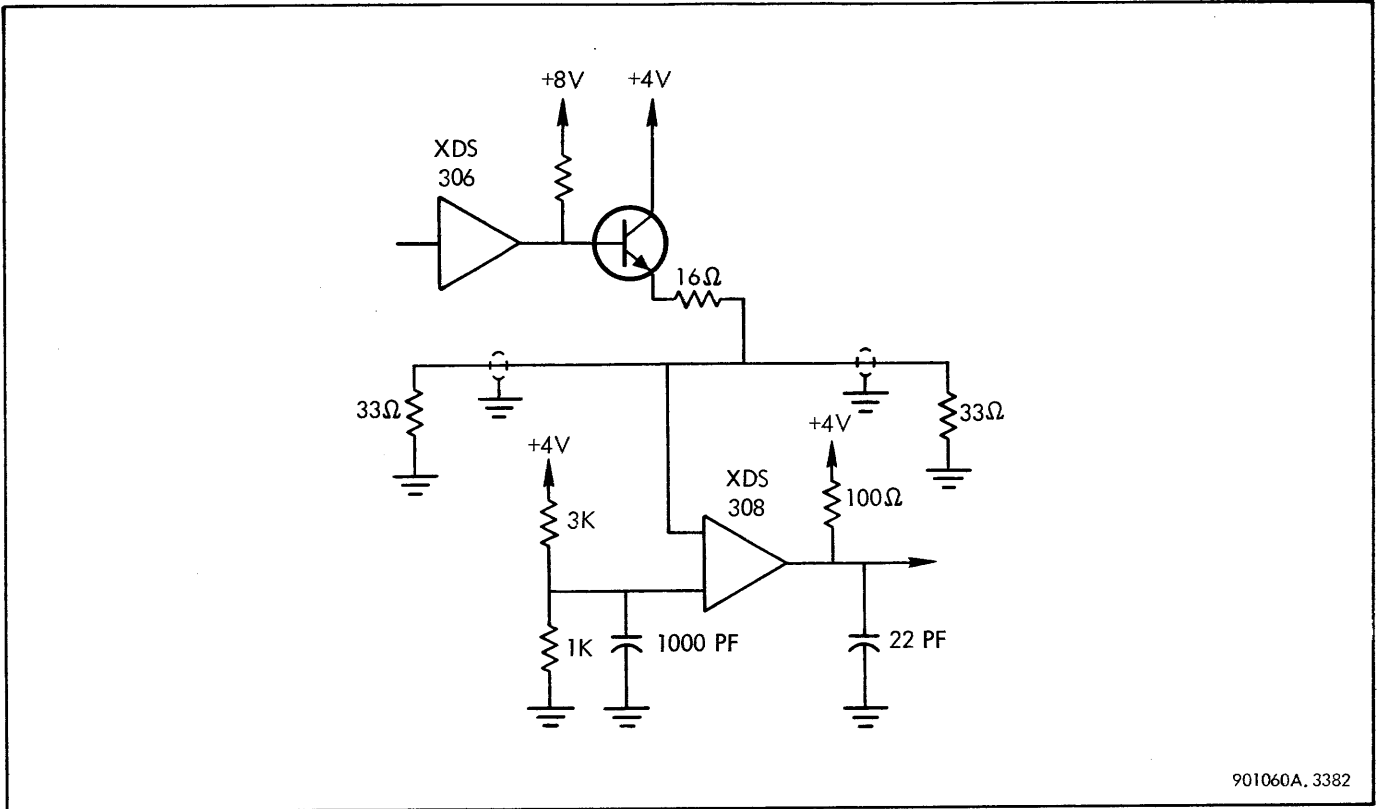 +8V
+4V
XDS
306
16Ω
33Ω
33Ω
+4V
+4V
XDS
308
100Ω
3K
1K
1000 PF
22 PF
901060A. 3382